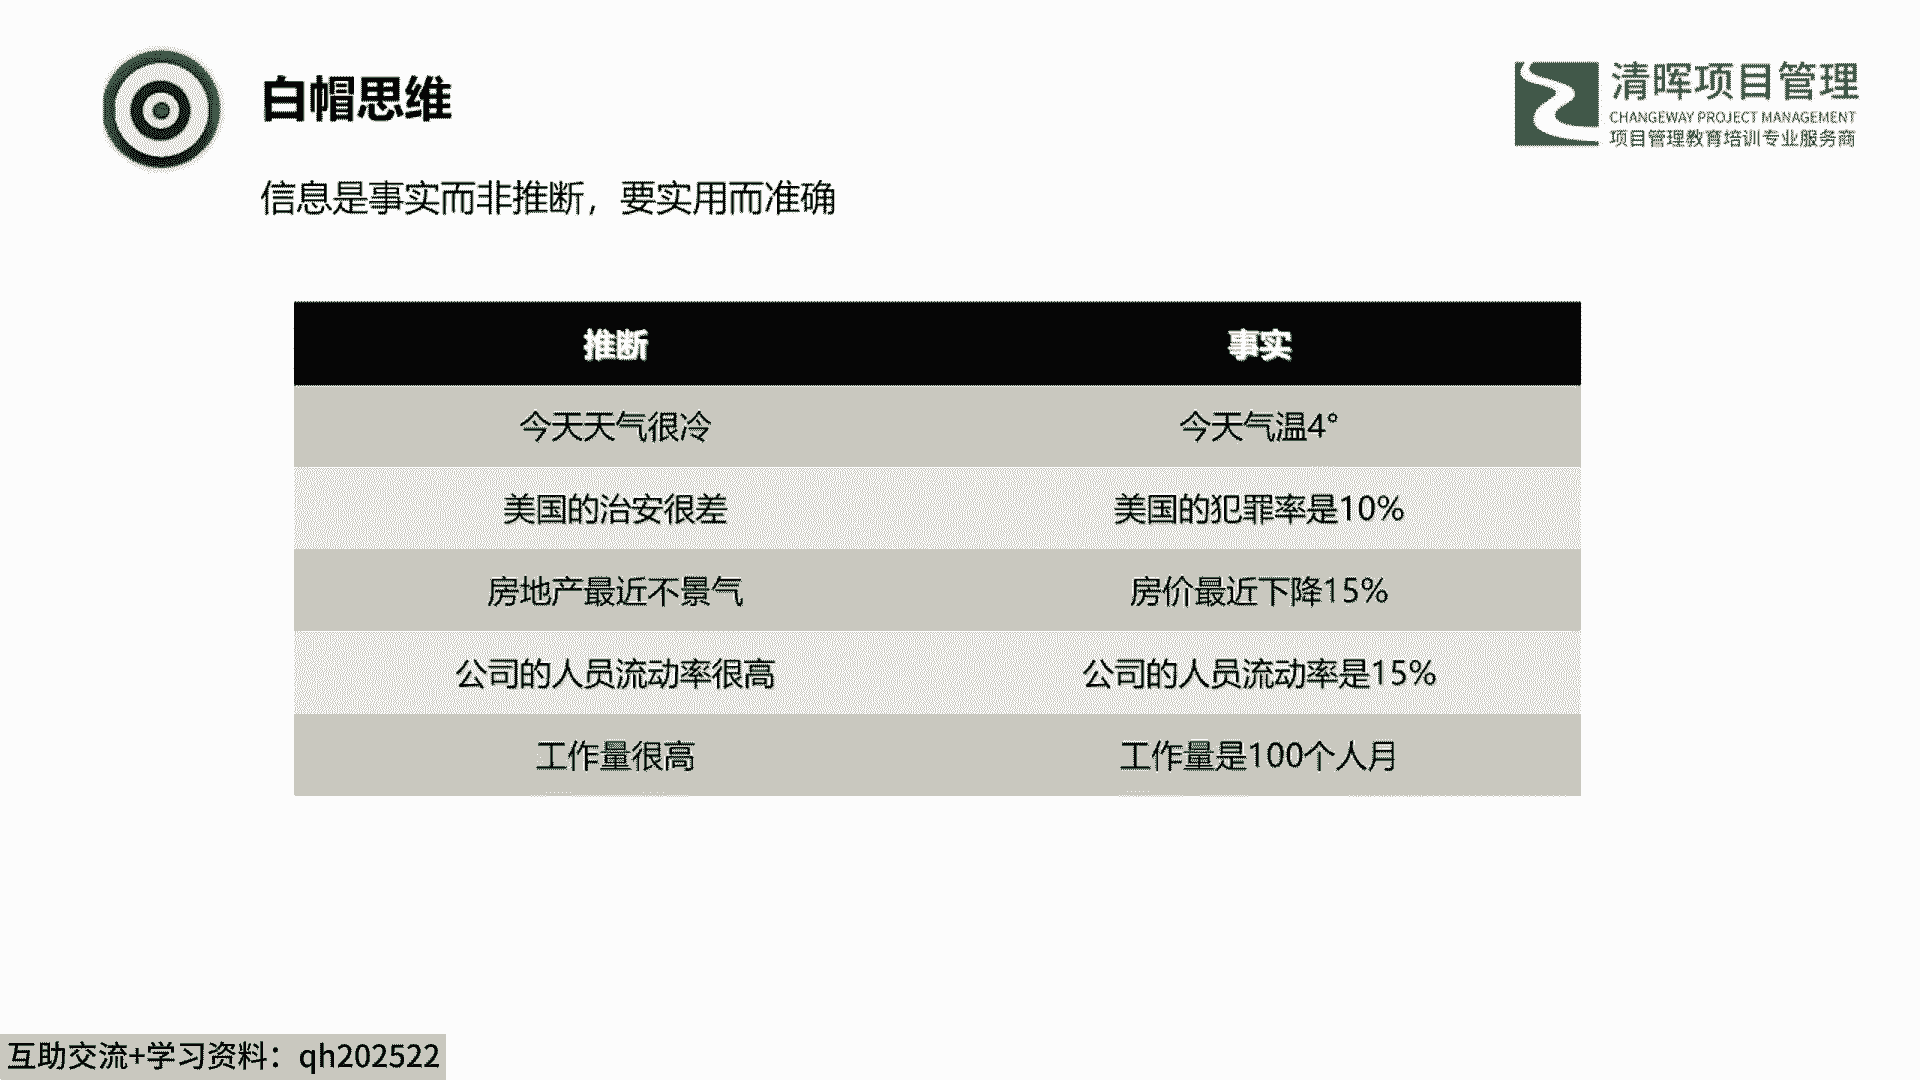 白帽思维
清晖项目管理
CHANGEWAY PROJECT MANAGEMENT
项目管理教育培训专业服务商
信息是事实而非推断，要实用而准确
推断 事实
今天天气很冷 今天气温4°
美国的治安很差 美国的犯罪率是10%
房地产最近不景气 房价最近下降15%
公司的人员流动率很高 公司的人员流动率是15%
工作量很高 工作量是100个人月
互助交流+学习资料：qh202522